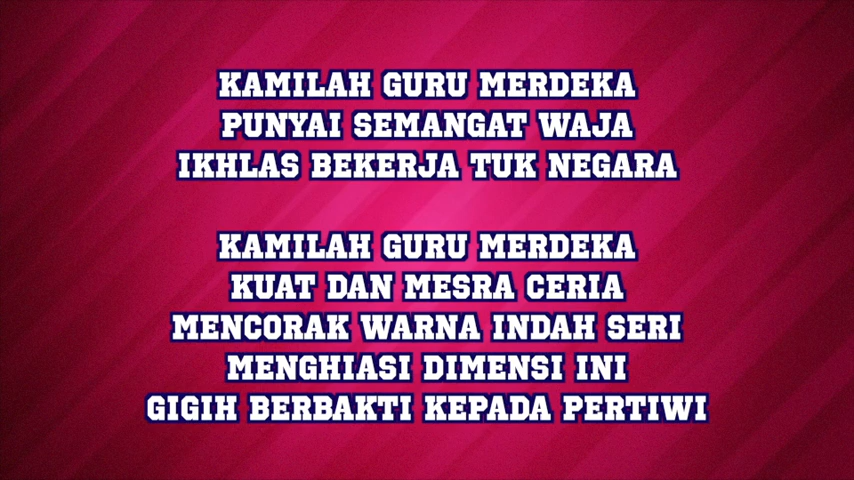 KAMILAH GURU MERDEKA
PUNYAI SEMANGAT WAJA
IKHLAS BEKERJA TUK NEGARA
KAMILAH GURU MERDEKA
KUAT DAN MESRA CERIA
MENCORAK WARNA INDAH SERI
MENGHIASI DIMENSI INI
GIGIH BERBAKTI KEPADA PERTIWI